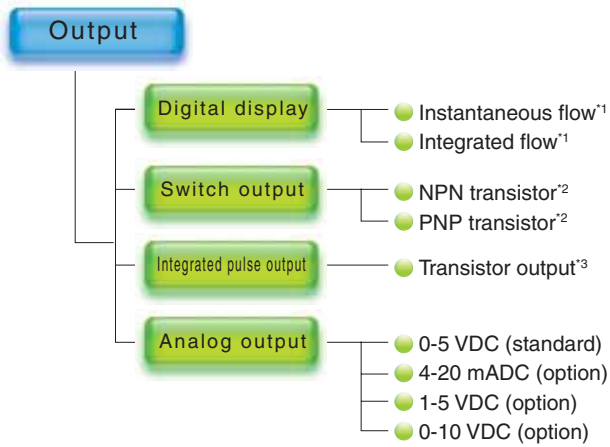 Output
Digital display
Instantaneous flow*1
Integrated flow*1
Switch output
NPN transistor*2
PNP transistor*2
Integrated pulse output
Transistor output*3
Analog output
0-5 VDC (standard)
4-20 mADC (option)
1-5 VDC (option)
0-10 VDC (option)